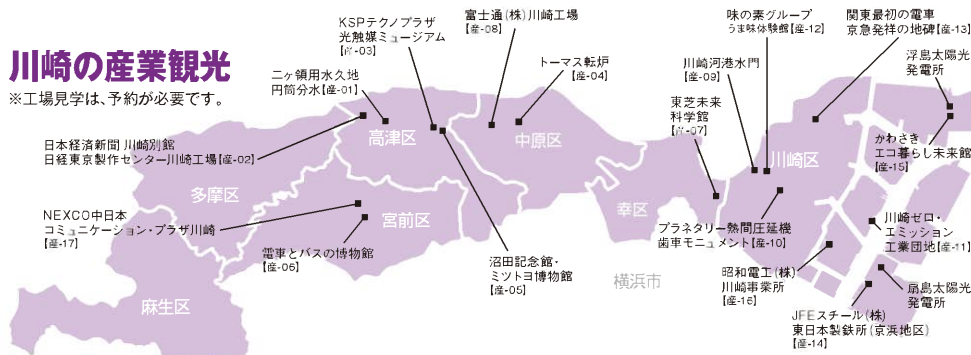 川崎の産業観光
※工場見学は、予約が必要です。
KSPテクノプラザ
光触媒ミュージアム
【産-03】
富士通(株)川崎工場
【産-08】
トーマス転炉
【産-04】
二ヶ領用水久地
円筒分水【産-01】
日本経済新聞 川崎別館
日経東京製作センター川崎工場【産-02】
NEXCO中日本
コミュニケーション・プラザ川崎
【産-17】
電車とバスの博物館
【産-06】
沼田記念館・
ミツトヨ博物館
【産-05】
味の素グループ
うま味体験館【産-12】
関東最初の電車
京急発祥の地碑【産-13】
川崎河港水門
【産-09】
東芝未来
科学館
【産-07】
浮島太陽光
発電所
かわさき
エコ暮らし未来館
【産-15】
川崎ゼロ・
エミッション
工業団地【産-11】
扇島太陽光
発電所
プラネタリー熱間圧延機
歯車モニュメント【産-10】
昭和電工(株)
川崎事業所
【産-16】
JFEスチール(株)
東日本製鉄所(京浜地区)
【産-14】
多摩区
高津区
中原区
宮前区
麻生区
幸区
川崎区
横浜市